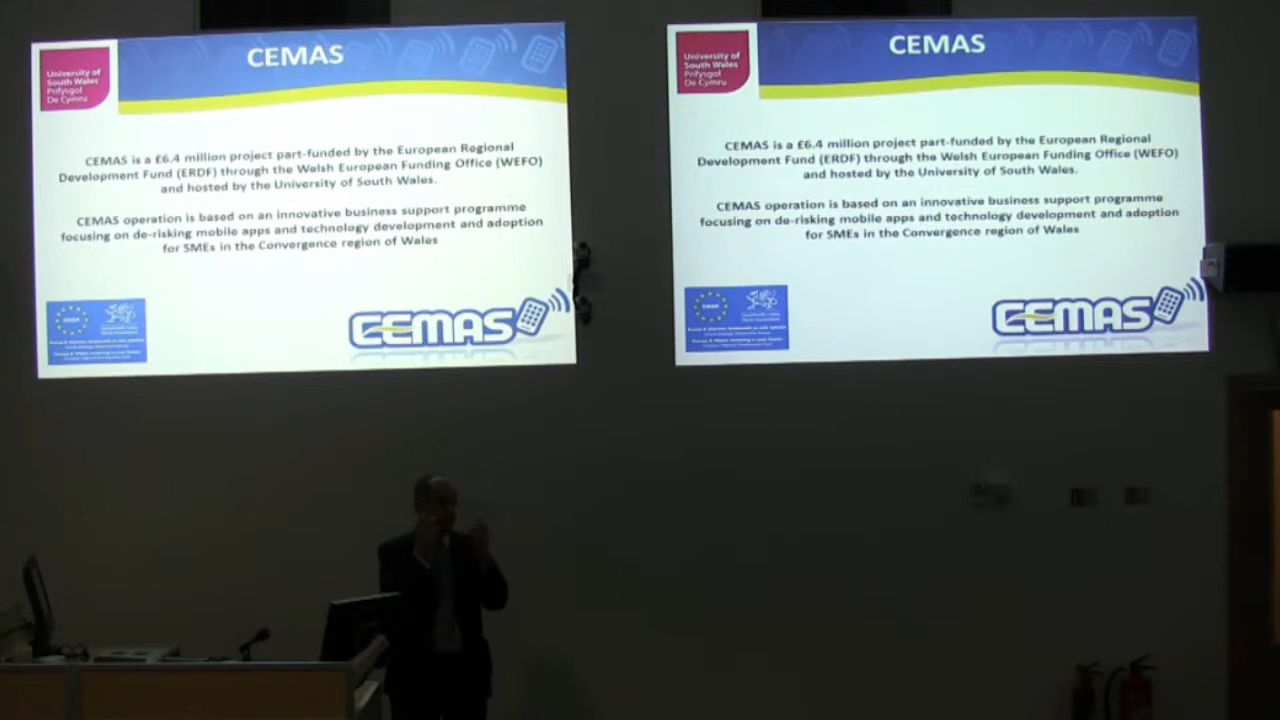 University of
South Wales
Prifysgol
De Cymru
CEMAS
CEMAS is a £6.4 million project part-funded by the European Regional
Development Fund (ERDF) through the Welsh European Funding Office (WEFO)
and hosted by the University of South Wales.
CEMAS operation is based on an innovative business support programme
focusing on de-risking mobile apps and technology development and adoption
for SMEs in the Convergence region of Wales
CEMAS
University of
South Wales
Prifysgol
De Cymru
CEMAS
CEMAS is a £6.4 million project part-funded by the European Regional
Development Fund (ERDF) through the Welsh European Funding Office (WEFO)
and hosted by the University of South Wales.
CEMAS operation is based on an innovative business support programme
focusing on de-risking mobile apps and technology development and adoption
for SMEs in the Convergence region of Wales
CEMAS